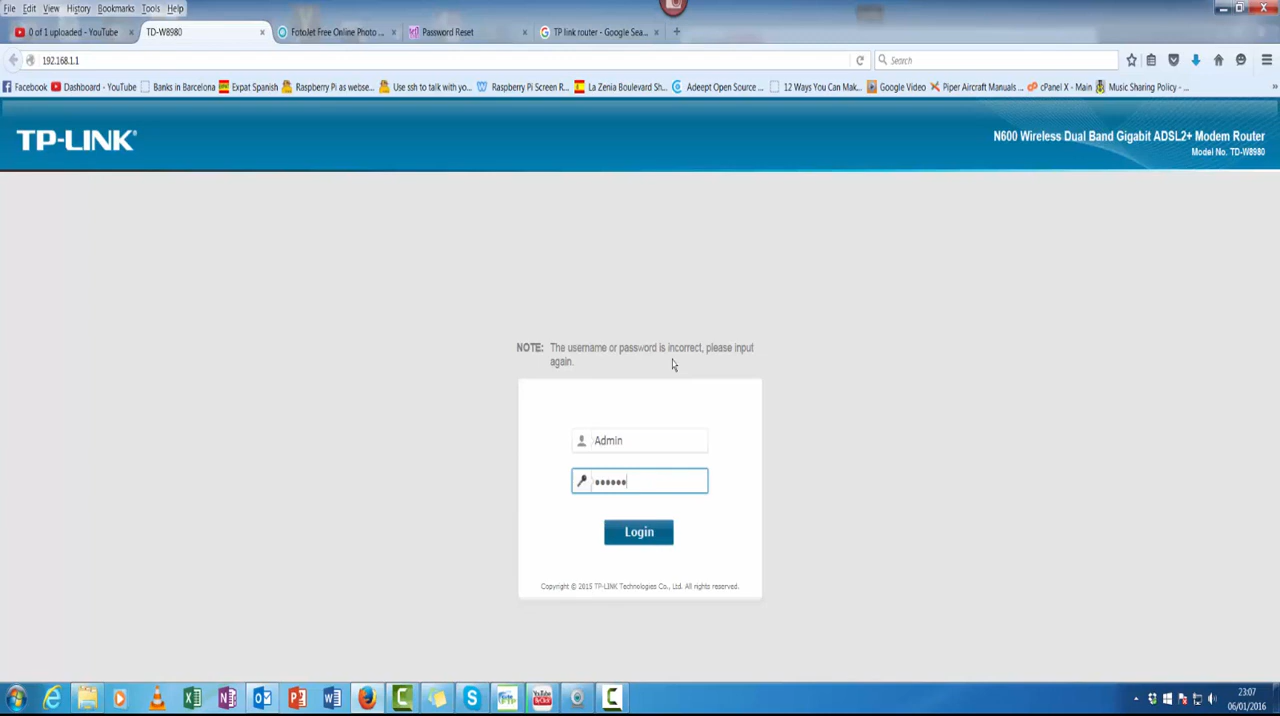 File Edit View History Bookmarks Tools Help
0 of 1 uploaded - YouTube × TD-W8980 × FotoJet Free Online Photo ... × Password Reset × TP link router - Google Sea... × +
192.168.1.1 Search
Facebook Dashboard - YouTube Banks in Barcelona Expat Spanish Raspberry Pi as webse... Use ssh to talk with yo... Raspberry Pi Screen R... La Zenia Boulevard Sh... Adeept Open Source ... 12 Ways You Can Mak... Google Video Piper Aircraft Manuals ... cPanel X - Main Music Sharing Policy - ... »
TP-LINK®
N600 Wireless Dual Band Gigabit ADSL2+ Modem Router
Model No. TD-W8980
NOTE: The username or password is incorrect, please input
again.
Admin
••••••
Login
Copyright © 2015 TP-LINK Technologies Co., Ltd. All rights reserved.
23:07
06/01/2016